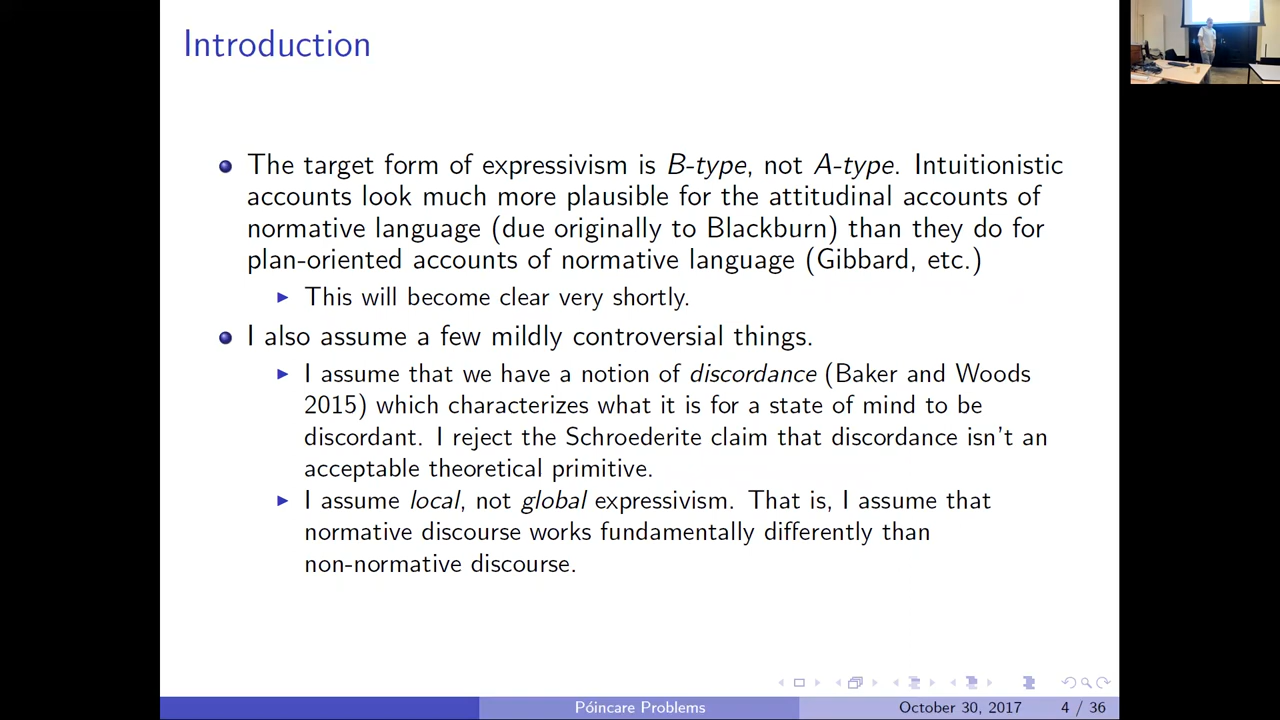 Introduction
The target form of expressivism is B-type, not A-type. Intuitionistic
accounts look much more plausible for the attitudinal accounts of
normative language (due originally to Blackburn) than they do for
plan-oriented accounts of normative language (Gibbard, etc.)
This will become clear very shortly.
I also assume a few mildly controversial things.
I assume that we have a notion of discordance (Baker and Woods
2015) which characterizes what it is for a state of mind to be
discordant. I reject the Schroederite claim that discordance isn't an
acceptable theoretical primitive.
I assume local, not global expressivism. That is, I assume that
normative discourse works fundamentally differently than
non-normative discourse.
Póincare Problems
October 30, 2017
4 / 36